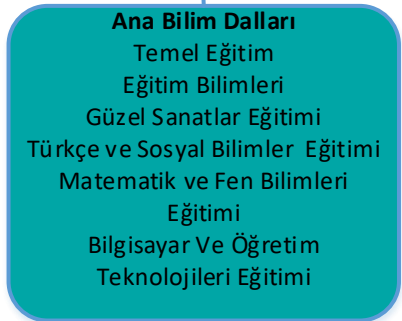 Ana Bilim Dalları
Temel Eğitim
Eğitim Bilimleri
Güzel Sanatlar Eğitimi
Türkçe ve Sosyal Bilimler Eğitimi
Matematik ve Fen Bilimleri
Eğitimi
Bilgisayar Ve Öğretim
Teknolojileri Eğitimi